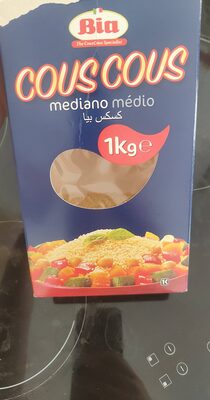 Bia
The CousCous Specialist
COUS COUS
mediano médio
كسكس بيا
1kg e
K